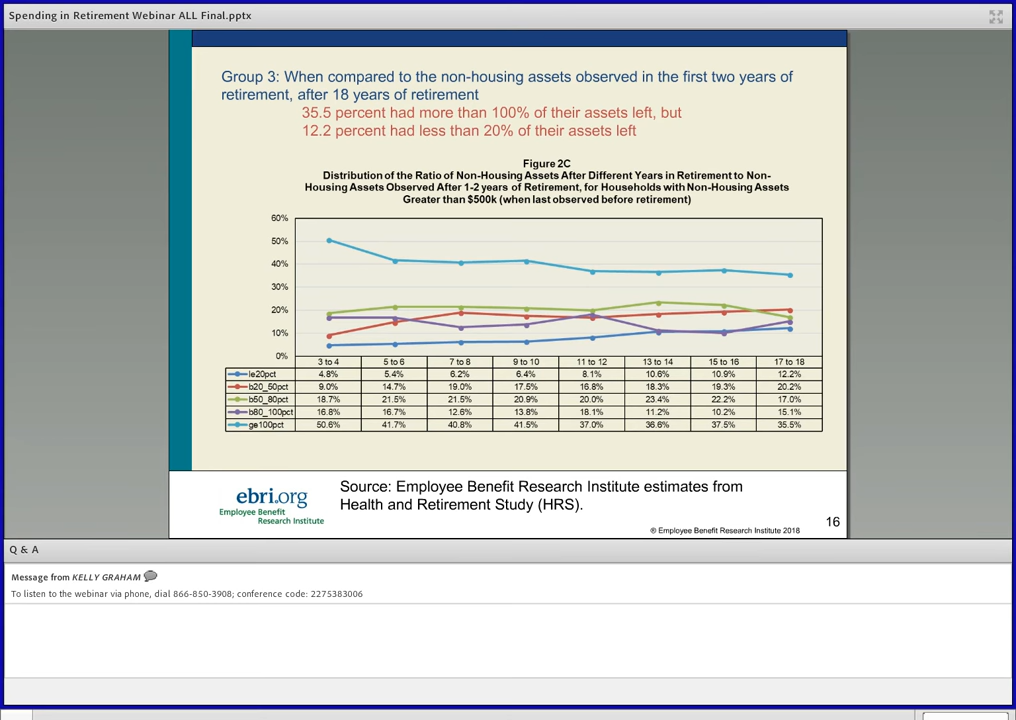 Spending in Retirement Webinar ALL Final.pptx
Group 3: When compared to the non-housing assets observed in the first two years of
retirement, after 18 years of retirement
35.5 percent had more than 100% of their assets left, but
12.2 percent had less than 20% of their assets left
Figure 2C
Distribution of the Ratio of Non-Housing Assets After Different Years in Retirement to Non-
Housing Assets Observed After 1-2 years of Retirement, for Households with Non-Housing Assets
Greater than $500k (when last observed before retirement)
60%
50%
40%
30%
20%
10%
0%
3 to 4 5 to 6 7 to 8 9 to 10 11 to 12 13 to 14 15 to 16 17 to 18
le20pct 4.8% 5.4% 6.2% 6.4% 8.1% 10.6% 10.9% 12.2%
b20_50pct 9.0% 14.7% 19.0% 17.5% 16.8% 18.3% 19.3% 20.2%
b50_80pct 18.7% 21.5% 21.5% 20.9% 20.0% 23.4% 22.2% 17.0%
b80_100pct 16.8% 16.7% 12.6% 13.8% 18.1% 11.2% 10.2% 15.1%
ge100pct 50.6% 41.7% 40.8% 41.5% 37.0% 36.6% 37.5% 35.5%
ebri.org
Employee Benefit
Research Institute
Source: Employee Benefit Research Institute estimates from
Health and Retirement Study (HRS).
16
® Employee Benefit Research Institute 2018
Q & A
Message from KELLY GRAHAM
To listen to the webinar via phone, dial 866-850-3908; conference code: 2275383006